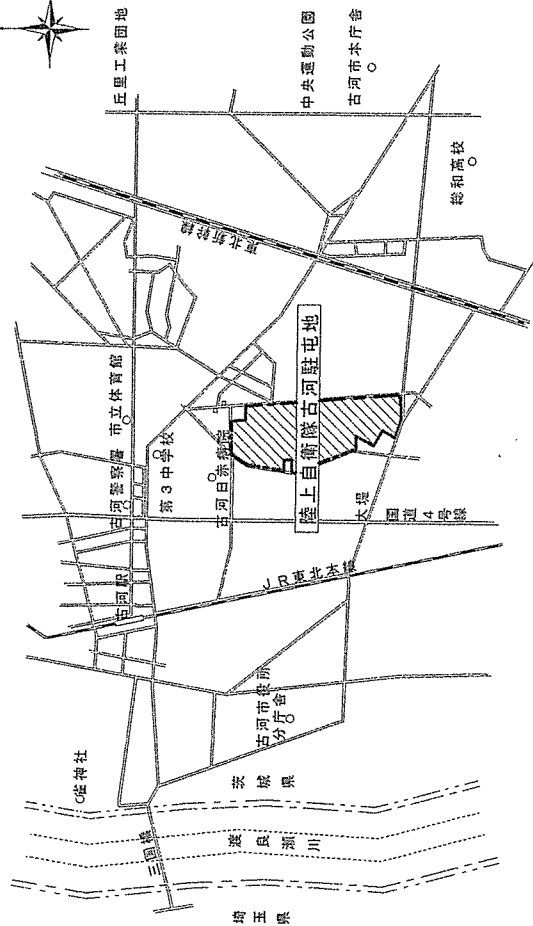 丘里工業団地
中央運動公園
古河市本庁舎
総和高校
東北新幹線
市立体育館
古河警察署
第3中学校
古河日赤病院
陸上自衛隊古河駐屯地
大堤
国道4号線
古河駅
JR東北本線
古河市役所
分庁舎
雀神社
三国橋
茨城県
渡良瀬川
埼玉県